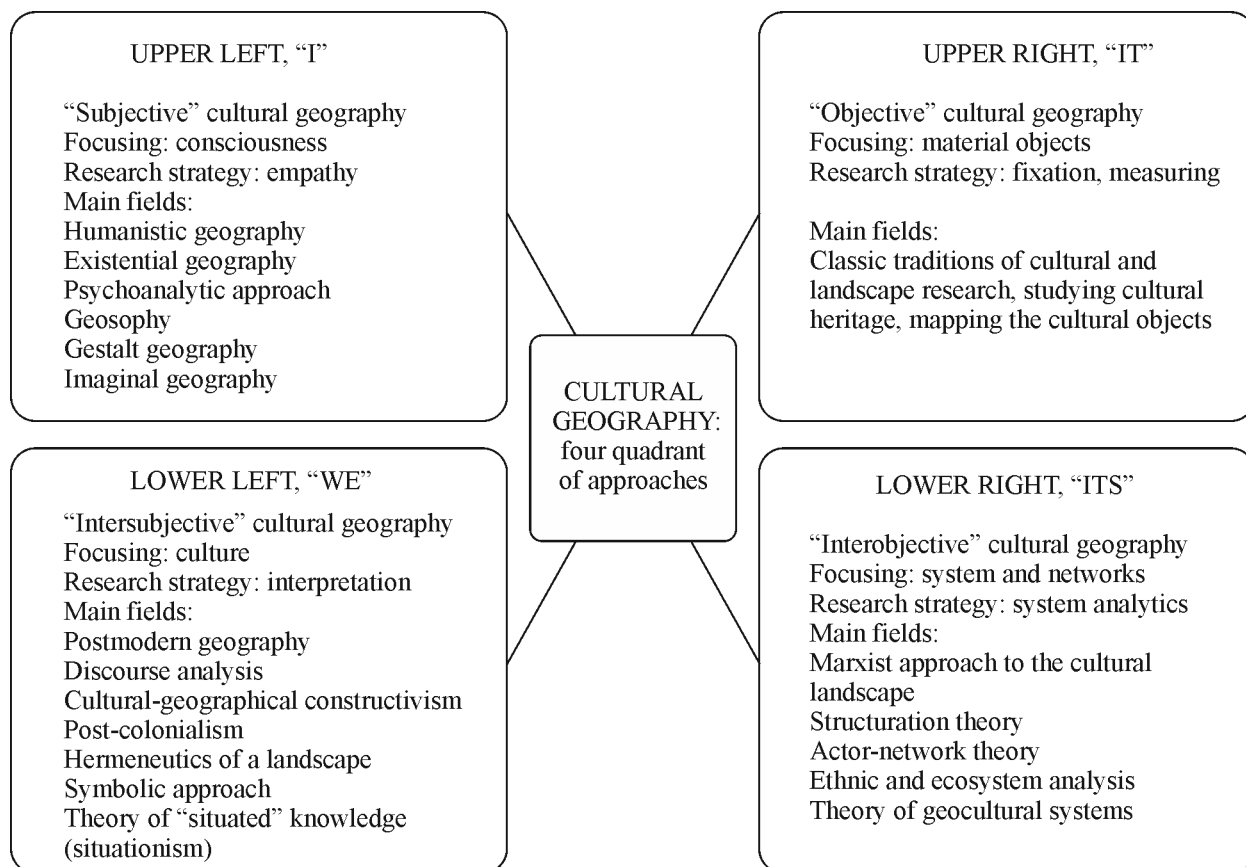 UPPER LEFT, “I”
“Subjective” cultural geography
Focusing: consciousness
Research strategy: empathy
Main fields:
Humanistic geography
Existential geography
Psychoanalytic approach
Geosophy
Gestalt geography
Imaginal geography
UPPER RIGHT, “IT”
“Objective” cultural geography
Focusing: material objects
Research strategy: fixation, measuring
Main fields:
Classic traditions of cultural and
landscape research, studying cultural
heritage, mapping the cultural objects
CULTURAL
GEOGRAPHY:
four quadrant
of approaches
LOWER LEFT, “WE”
“Intersubjective” cultural geography
Focusing: culture
Research strategy: interpretation
Main fields:
Postmodern geography
Discourse analysis
Cultural-geographical constructivism
Post-colonialism
Hermeneutics of a landscape
Symbolic approach
Theory of “situated” knowledge
(situationism)
LOWER RIGHT, “ITS”
“Interobjective” cultural geography
Focusing: system and networks
Research strategy: system analytics
Main fields:
Marxist approach to the cultural
landscape
Structuration theory
Actor-network theory
Ethnic and ecosystem analysis
Theory of geocultural systems